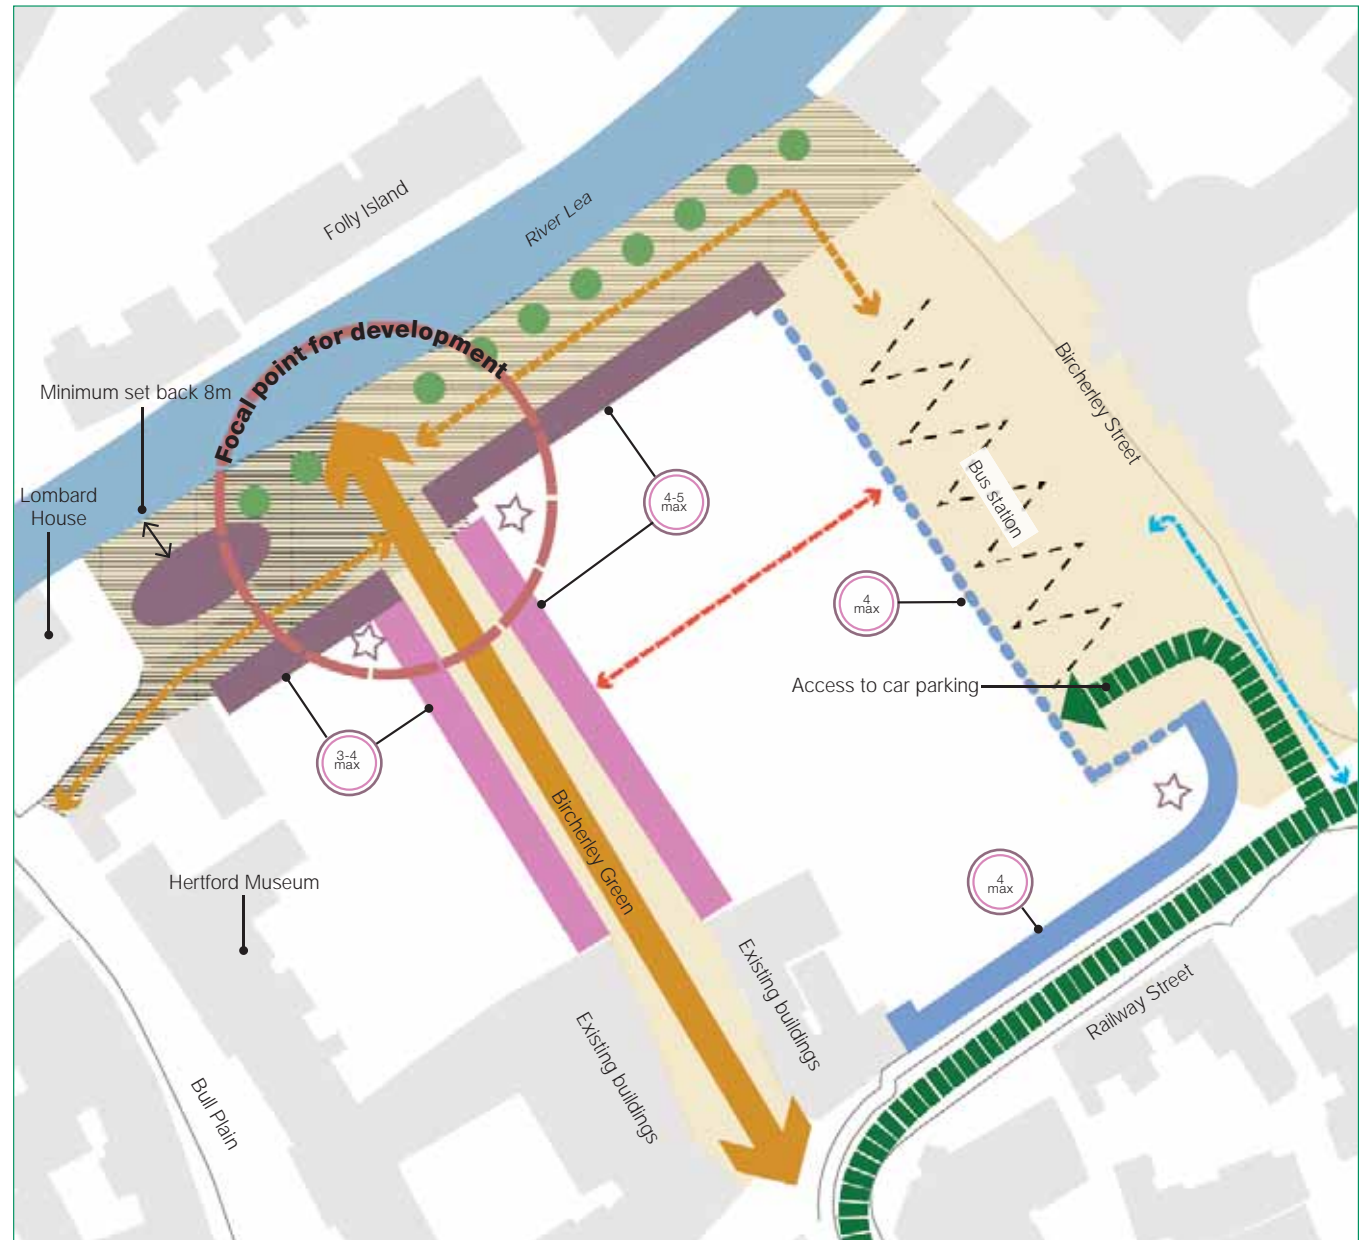 Folly Island
River Lea
Focal point for development
Minimum set back 8m
Lombard
House
Bircherley Street
Bus station
4-5
max
4
max
Access to car parking
3-4
max
Bircherley Green
Hertford Museum
4
max
Existing buildings
Existing buildings
Railway Street
Bull Plain